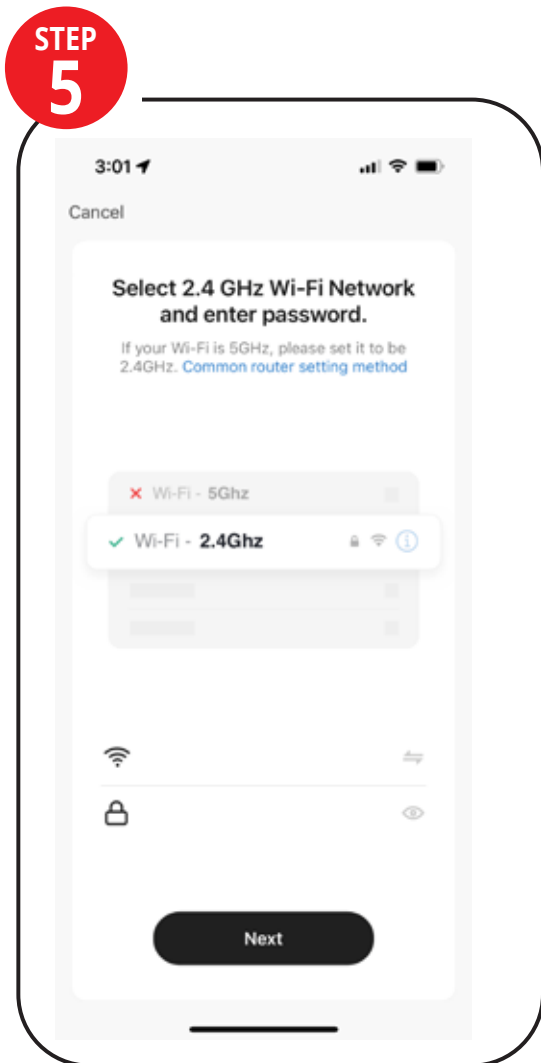 STEP
5
3:01
Cancel
Select 2.4 GHz Wi-Fi Network
and enter password.
If your Wi-Fi is 5GHz, please set it to be
2.4GHz. Common router setting method
Wi-Fi - 5Ghz
Wi-Fi - 2.4Ghz
Next